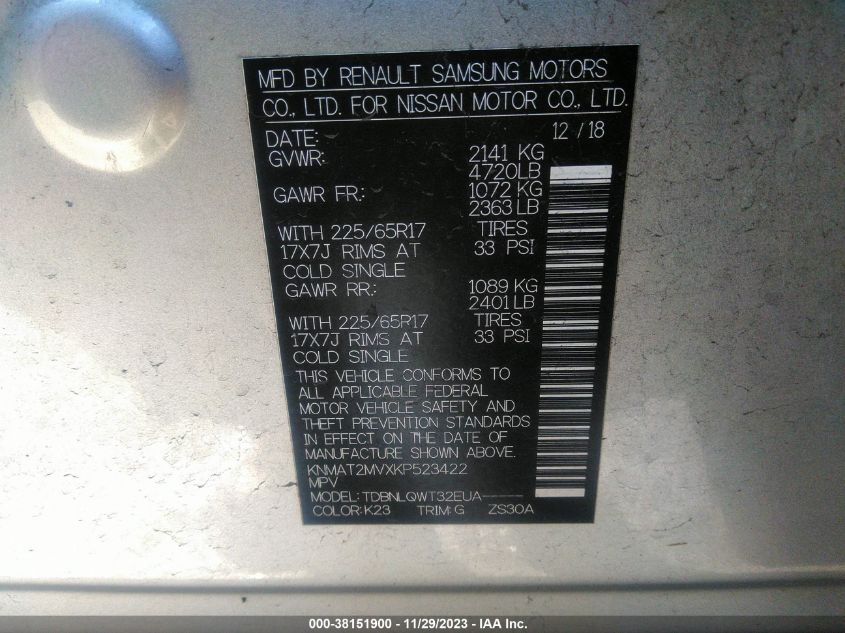 MFD BY RENAULT SAMSUNG MOTORS
CO., LTD. FOR NISSAN MOTOR CO., LTD.
DATE: 12 / 18
GVWR: 2141 KG
4720LB
GAWR FR: 1072 KG
2363 LB
WITH 225/65R17 TIRES
17X7J RIMS AT 33 PSI
COLD SINGLE
GAWR RR: 1089 KG
2401 LB
WITH 225/65R17 TIRES
17X7J RIMS AT 33 PSI
COLD SINGLE
THIS VEHICLE CONFORMS TO
ALL APPLICABLE FEDERAL
MOTOR VEHICLE SAFETY AND
THEFT PREVENTION STANDARDS
IN EFFECT ON THE DATE OF
MANUFACTURE SHOWN ABOVE.
KNMAT2MVXKP523422
MPV
MODEL: TDBNLQWT32EUA-----
COLOR: K23 TRIM: G ZS30A
000-38151900 - 11/29/2023 - IAA Inc.